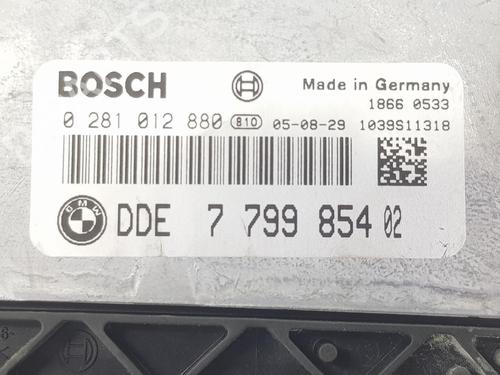 BOSCH
Made in Germany
1866 0533
0 281 012 880 810 05-08-29 1039S11318
BMW
DDE 7 799 854 02